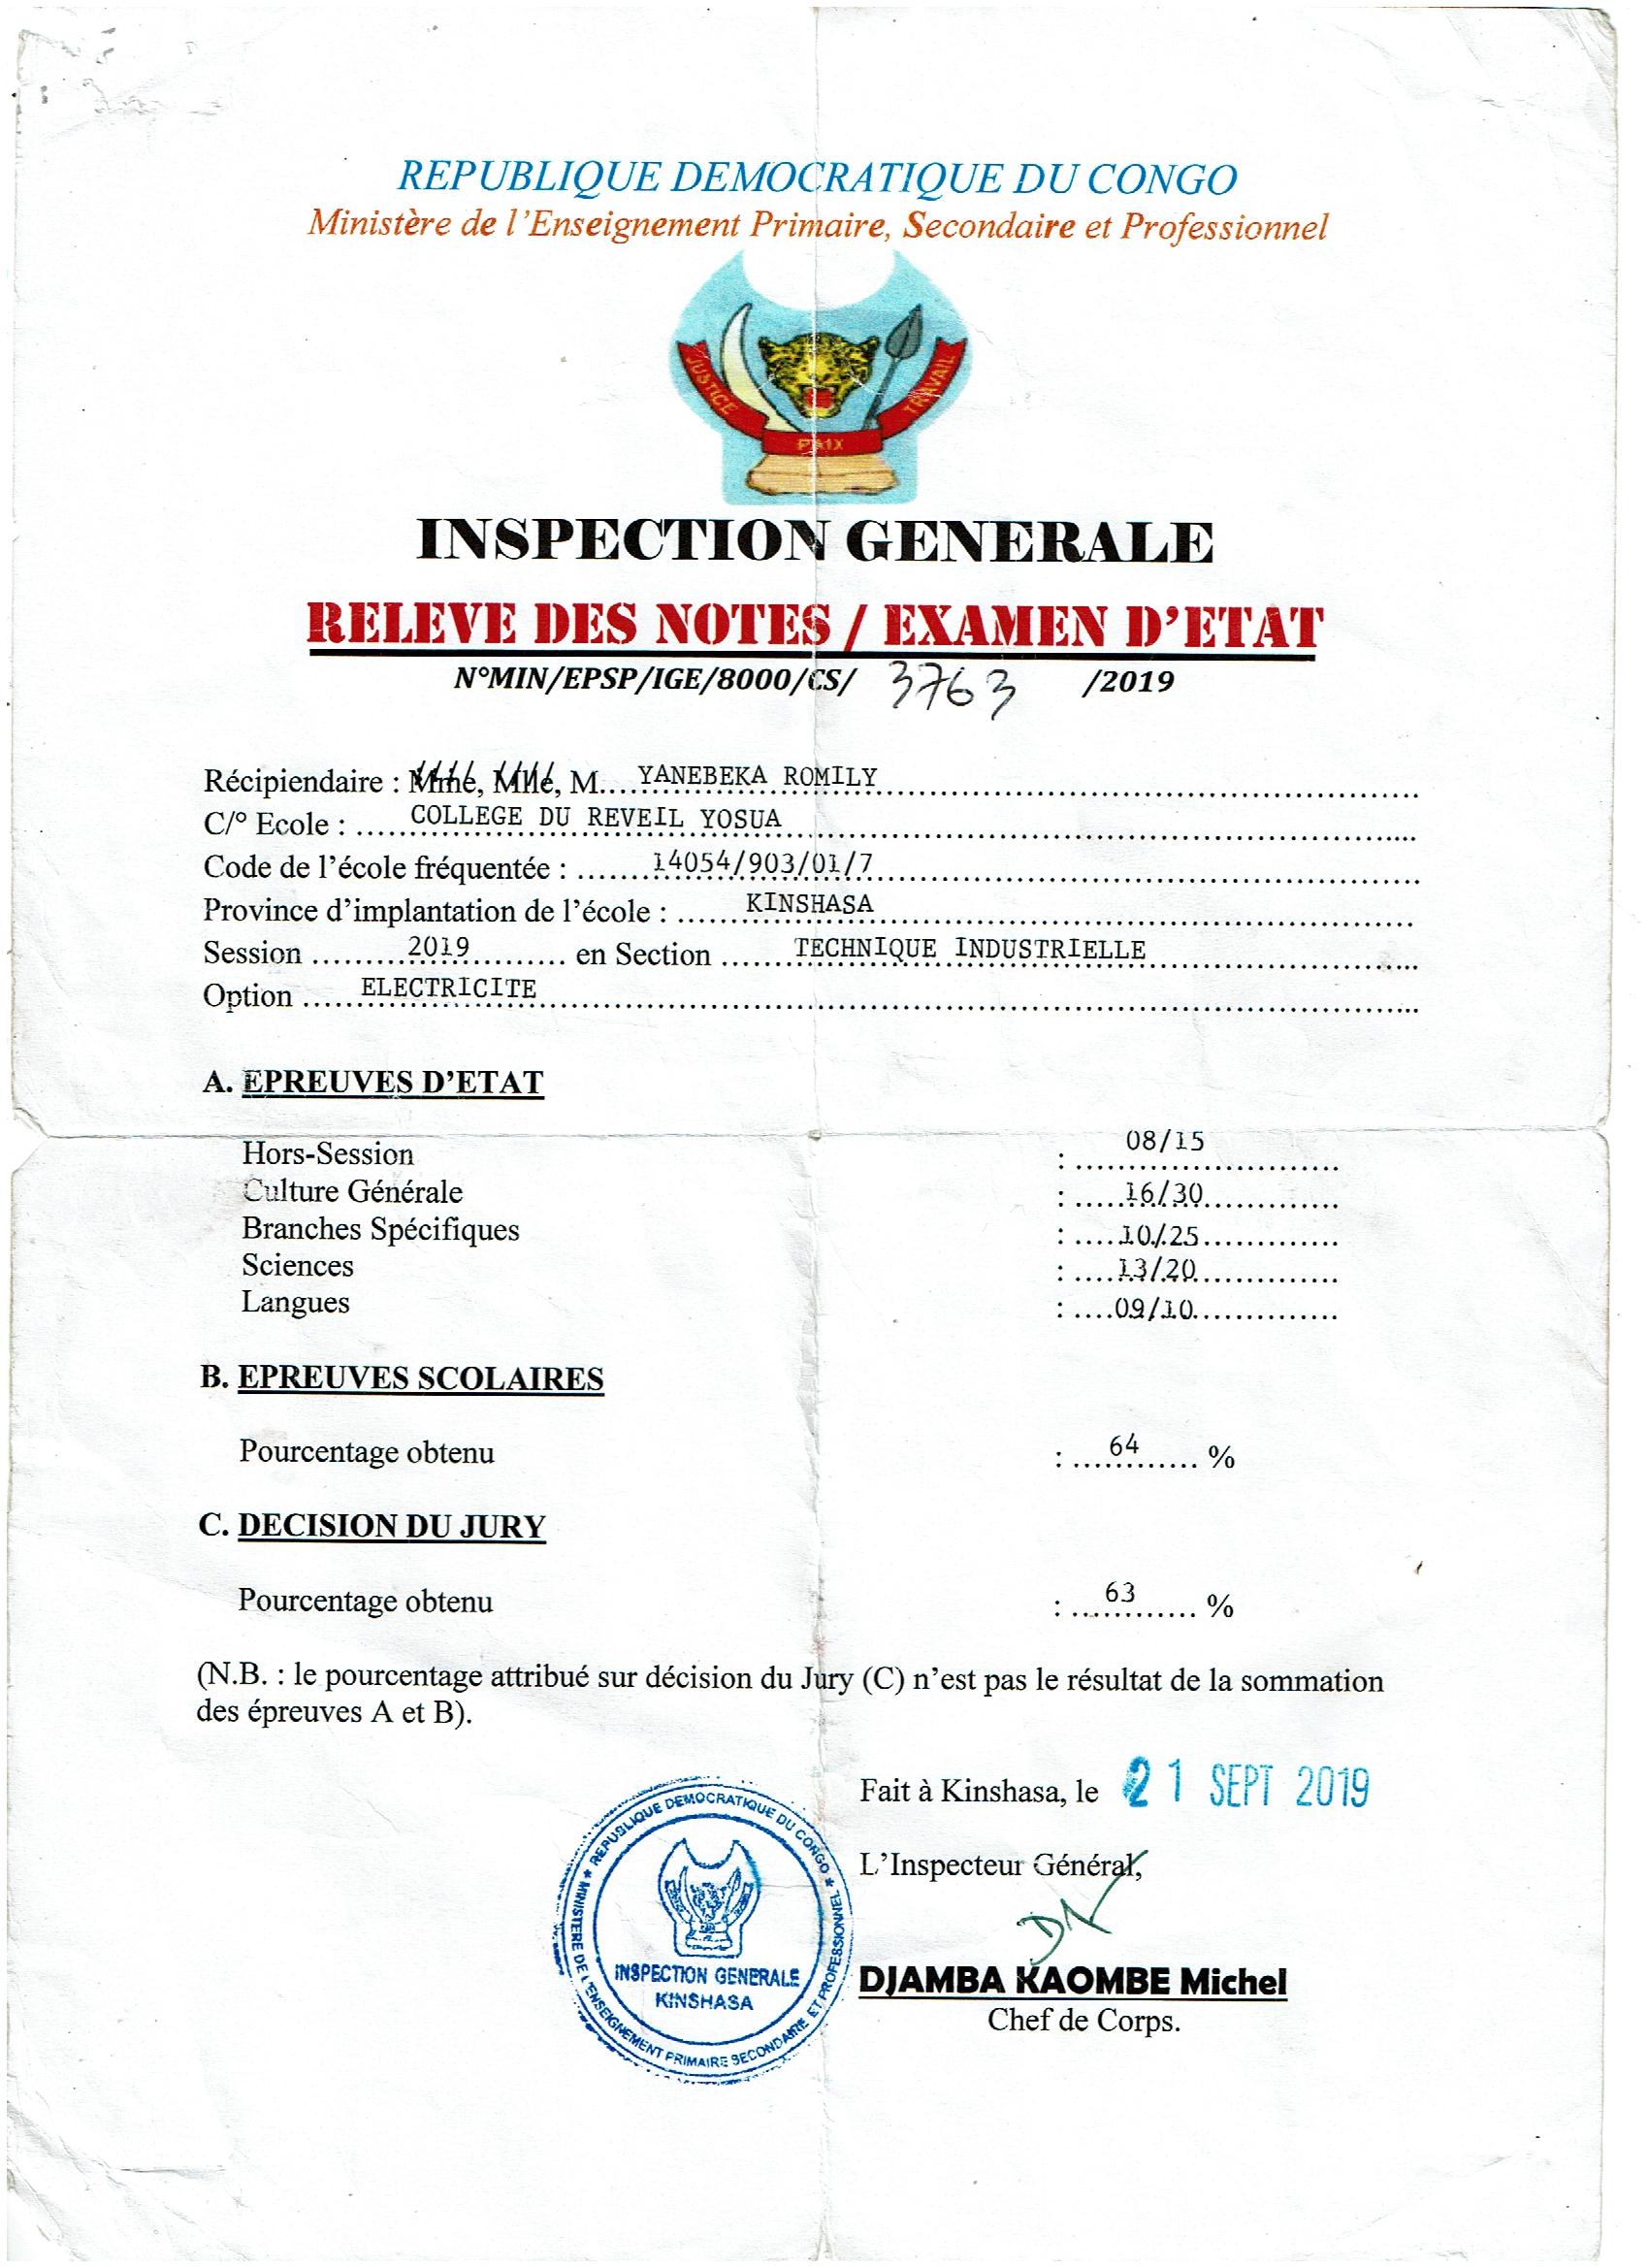 REPUBLIQUE DEMOCRATIQUE DU CONGO
Ministère de l'Enseignement Primaire, Secondaire et Professionnel
JUSTICE PAIX TRAVAIL
INSPECTION GENERALE
RELEVE DES NOTES / EXAMEN D'ETAT
N°MIN/EPSP/IGE/8000/CS/ 3763 /2019
Récipiendaire : Mme, Mlle, M.... YANEBEKA ROMILY
C/° Ecole : ..... COLLEGE DU REVEIL YOSUA
Code de l'école fréquentée : ...... 14054/903/01/7
Province d'implantation de l'école : ...... KINSHASA
Session ......... 2019 ......... en Section ...... TECHNIQUE INDUSTRIELLE
Option ..... ELECTRICITE
A. EPREUVES D'ETAT
Hors-Session : 08/15
Culture Générale : ....16/30
Branches Spécifiques : ....10/25
Sciences : ....13/20
Langues : ....09/10
B. EPREUVES SCOLAIRES
Pourcentage obtenu : 64 %
C. DECISION DU JURY
Pourcentage obtenu : 63 %
(N.B. : le pourcentage attribué sur décision du Jury (C) n'est pas le résultat de la sommation
des épreuves A et B).
Fait à Kinshasa, le 21 SEPT 2019
L'Inspecteur Général,
DJAMBA KAOMBE Michel
Chef de Corps.
★ REPUBLIQUE DEMOCRATIQUE DU CONGO ★
MINISTERE DE L'ENSEIGNEMENT PRIMAIRE SECONDAIRE ET PROFESSIONNEL
INSPECTION GENERALE
KINSHASA